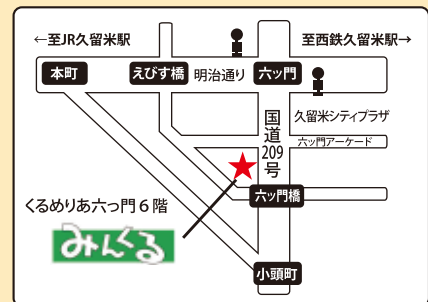 ←至JR久留米駅
至西鉄久留米駅→
本町
えびす橋
明治通り
六ッ門
国道209号
久留米シティプラザ
六ッ門アーケード
くるめりあ六っ門６階
六ッ門橋
みんくる
小頭町